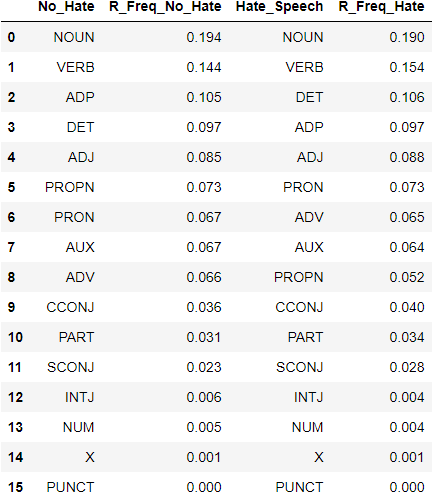 No_Hate R_Freq_No_Hate Hate_Speech R_Freq_Hate
0 NOUN 0.194 NOUN 0.190
1 VERB 0.144 VERB 0.154
2 ADP 0.105 DET 0.106
3 DET 0.097 ADP 0.097
4 ADJ 0.085 ADJ 0.088
5 PROPN 0.073 PRON 0.073
6 PRON 0.067 ADV 0.065
7 AUX 0.067 AUX 0.064
8 ADV 0.066 PROPN 0.052
9 CCONJ 0.036 CCONJ 0.040
10 PART 0.031 PART 0.034
11 SCONJ 0.023 SCONJ 0.028
12 INTJ 0.006 INTJ 0.004
13 NUM 0.005 NUM 0.004
14 X 0.001 X 0.001
15 PUNCT 0.000 PUNCT 0.000